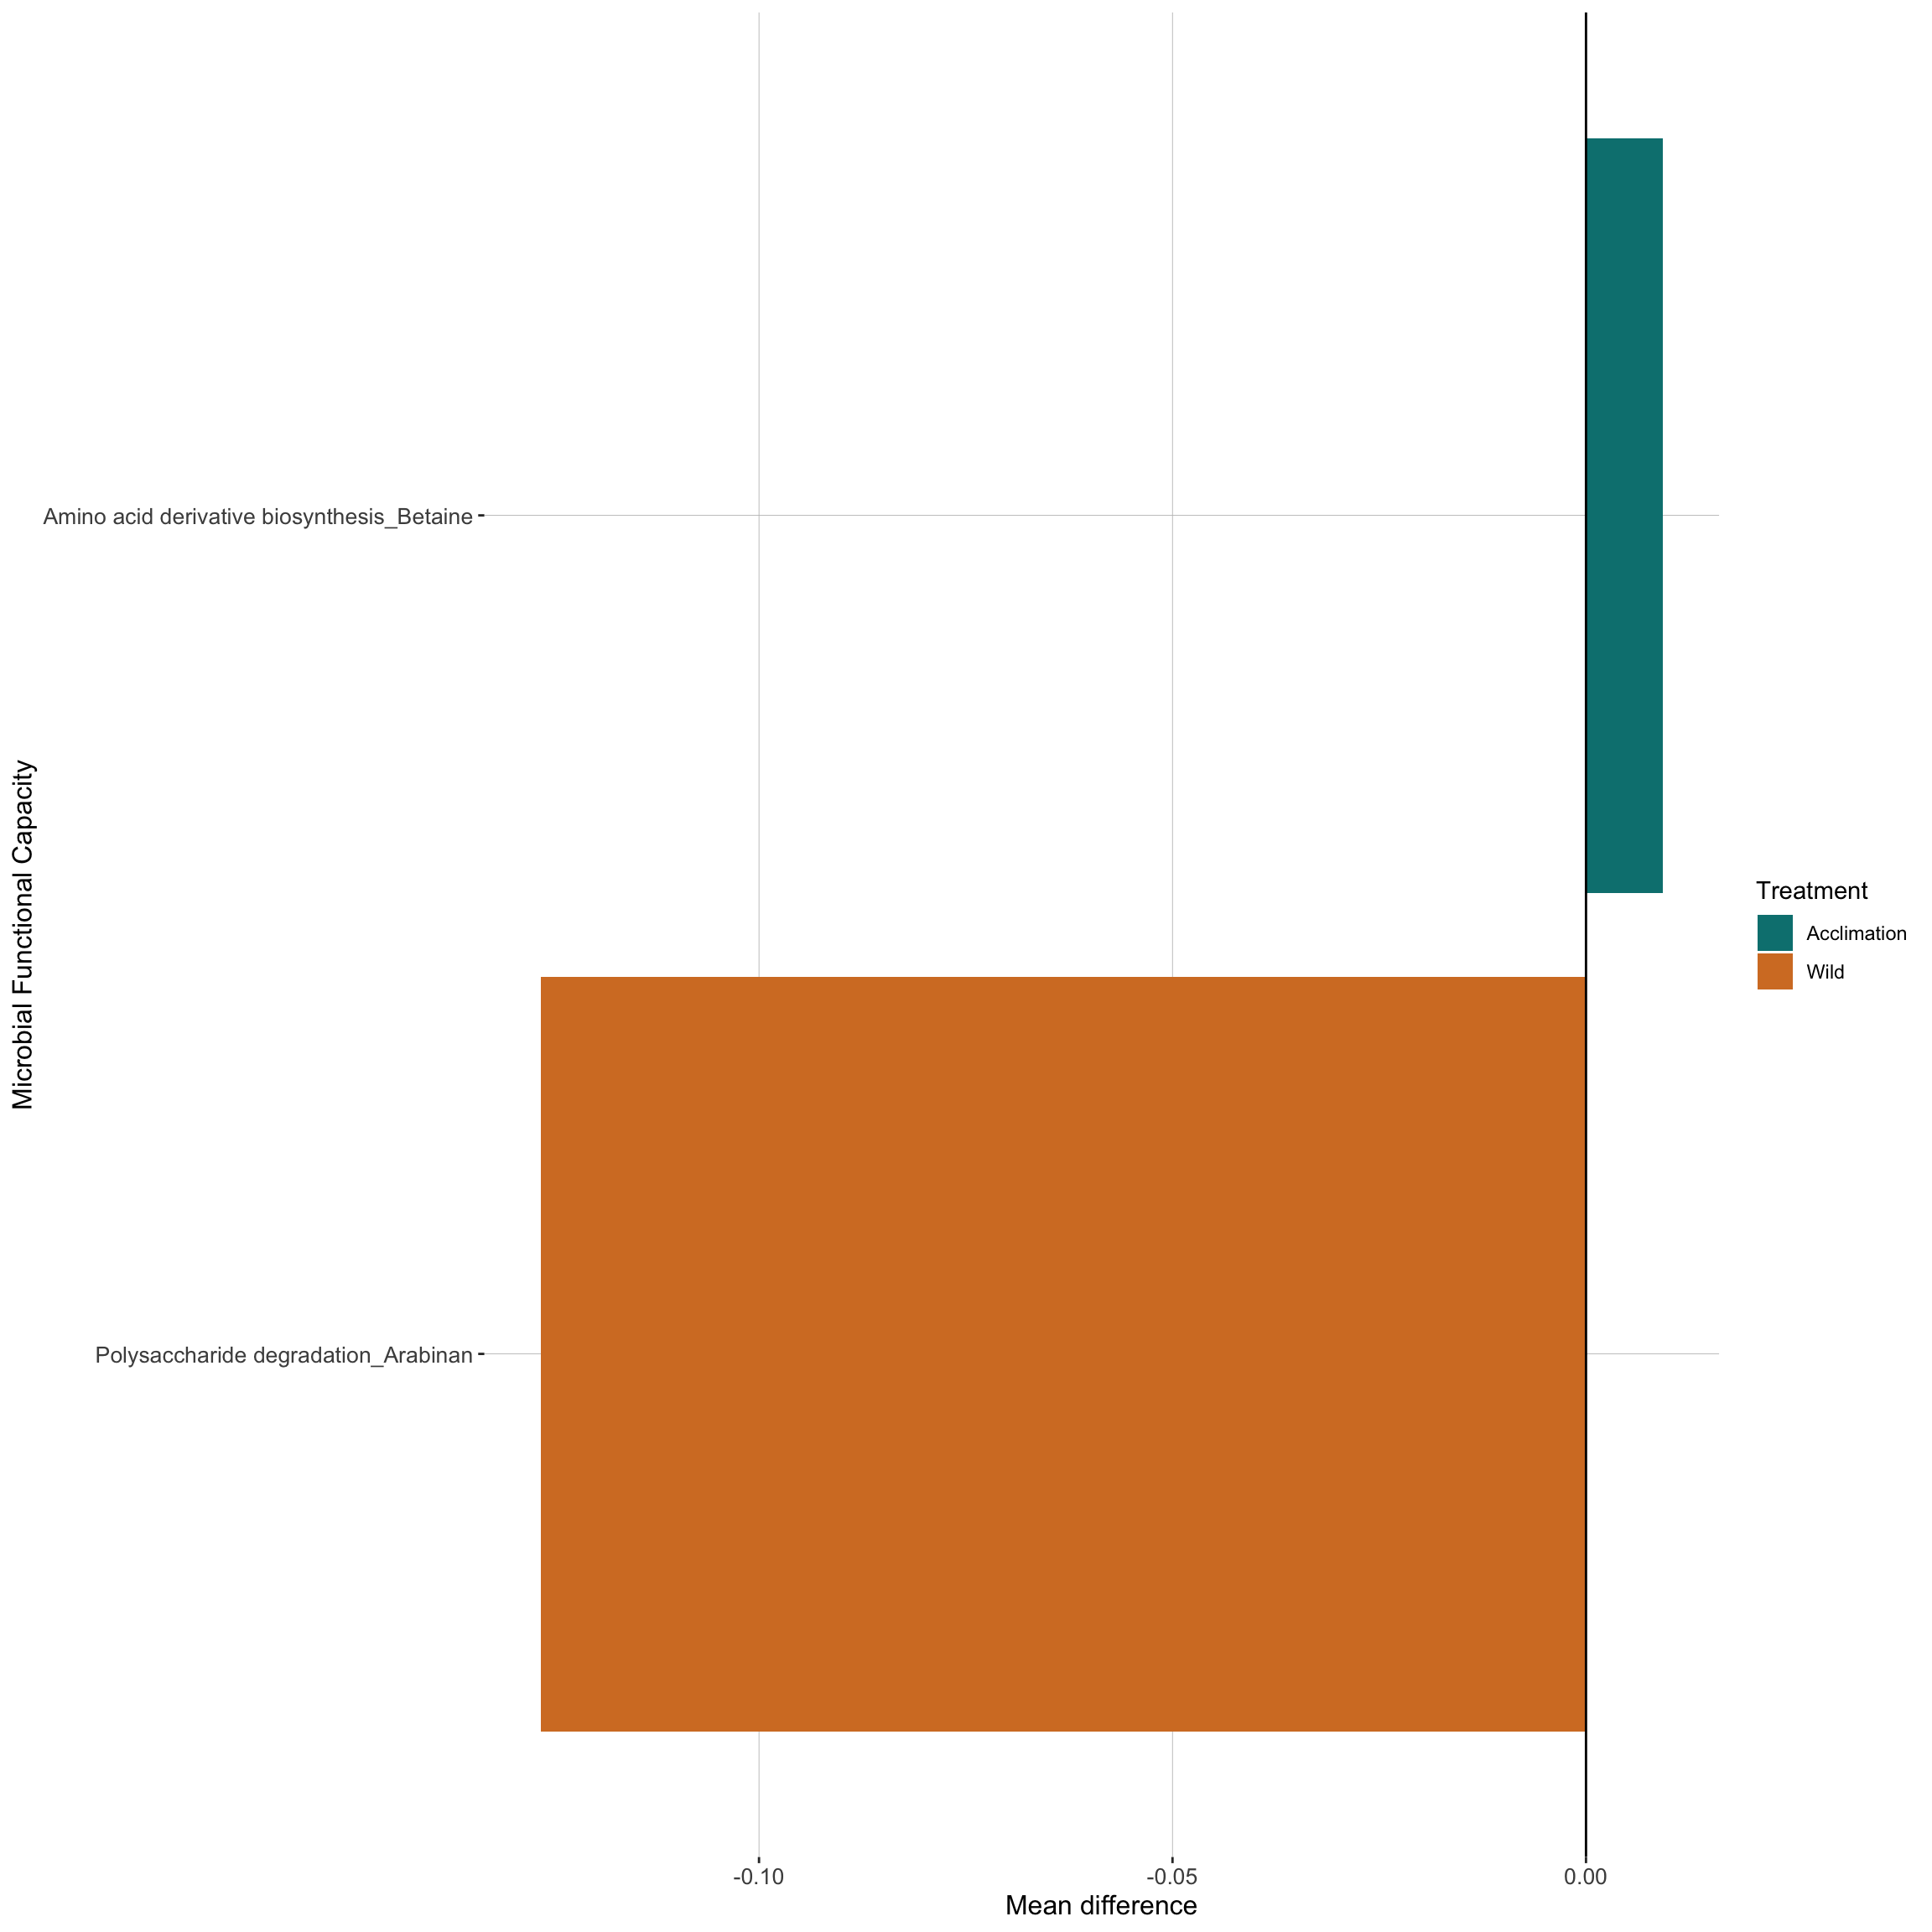 Microbial Functional Capacity
Amino acid derivative biosynthesis_Betaine
Polysaccharide degradation_Arabinan
-0.10
-0.05
0.00
Mean difference
Treatment
Acclimation
Wild